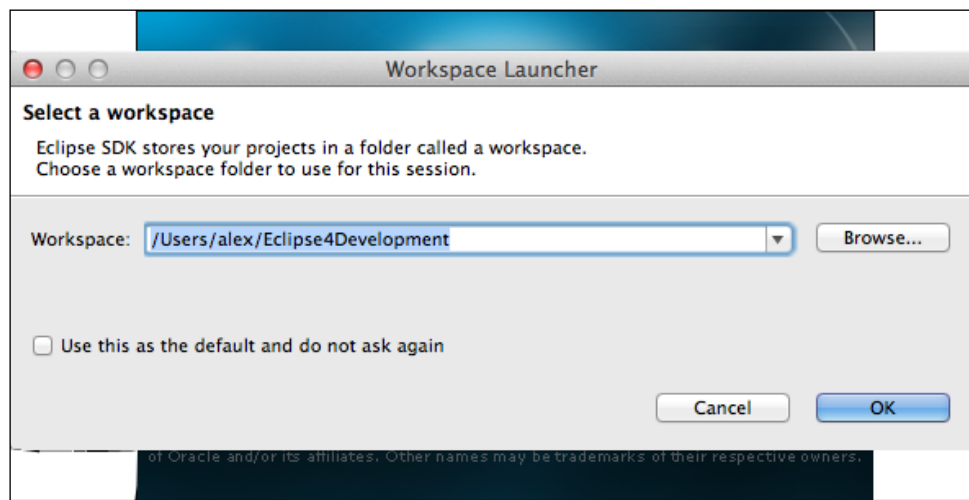 Workspace Launcher
Select a workspace
Eclipse SDK stores your projects in a folder called a workspace.
Choose a workspace folder to use for this session.
Workspace: /Users/alex/Eclipse4Development Browse...
Use this as the default and do not ask again
Cancel OK
of Oracle and/or its affiliates. Other names may be trademarks of their respective owners.